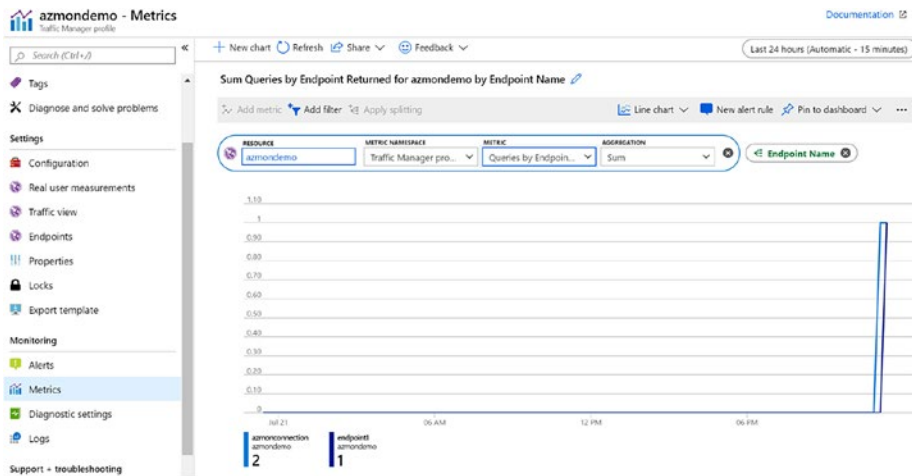 azmondemo - Metrics
Traffic Manager profile
Documentation
Search (Ctrl+/)
«
New chart Refresh Share Feedback
Last 24 hours (Automatic - 15 minutes)
Tags
Diagnose and solve problems
Settings
Configuration
Real user measurements
Traffic view
Endpoints
Properties
Locks
Export template
Monitoring
Alerts
Metrics
Diagnostic settings
Logs
Support + troubleshooting
Sum Queries by Endpoint Returned for azmondemo by Endpoint Name
Add metric Add filter Apply splitting
Line chart New alert rule Pin to dashboard ...
RESOURCE METRIC NAMESPACE METRIC AGGREGATION
azmondemo Traffic Manager pro... Queries by Endpoin... Sum
Endpoint Name
1.10
1
0.90
0.80
0.70
0.60
0.50
0.40
0.30
0.20
0.10
0
Jul 21 06 AM 12 PM 06 PM
azmonconnection
azmondemo
2
endpoint1
azmondemo
1